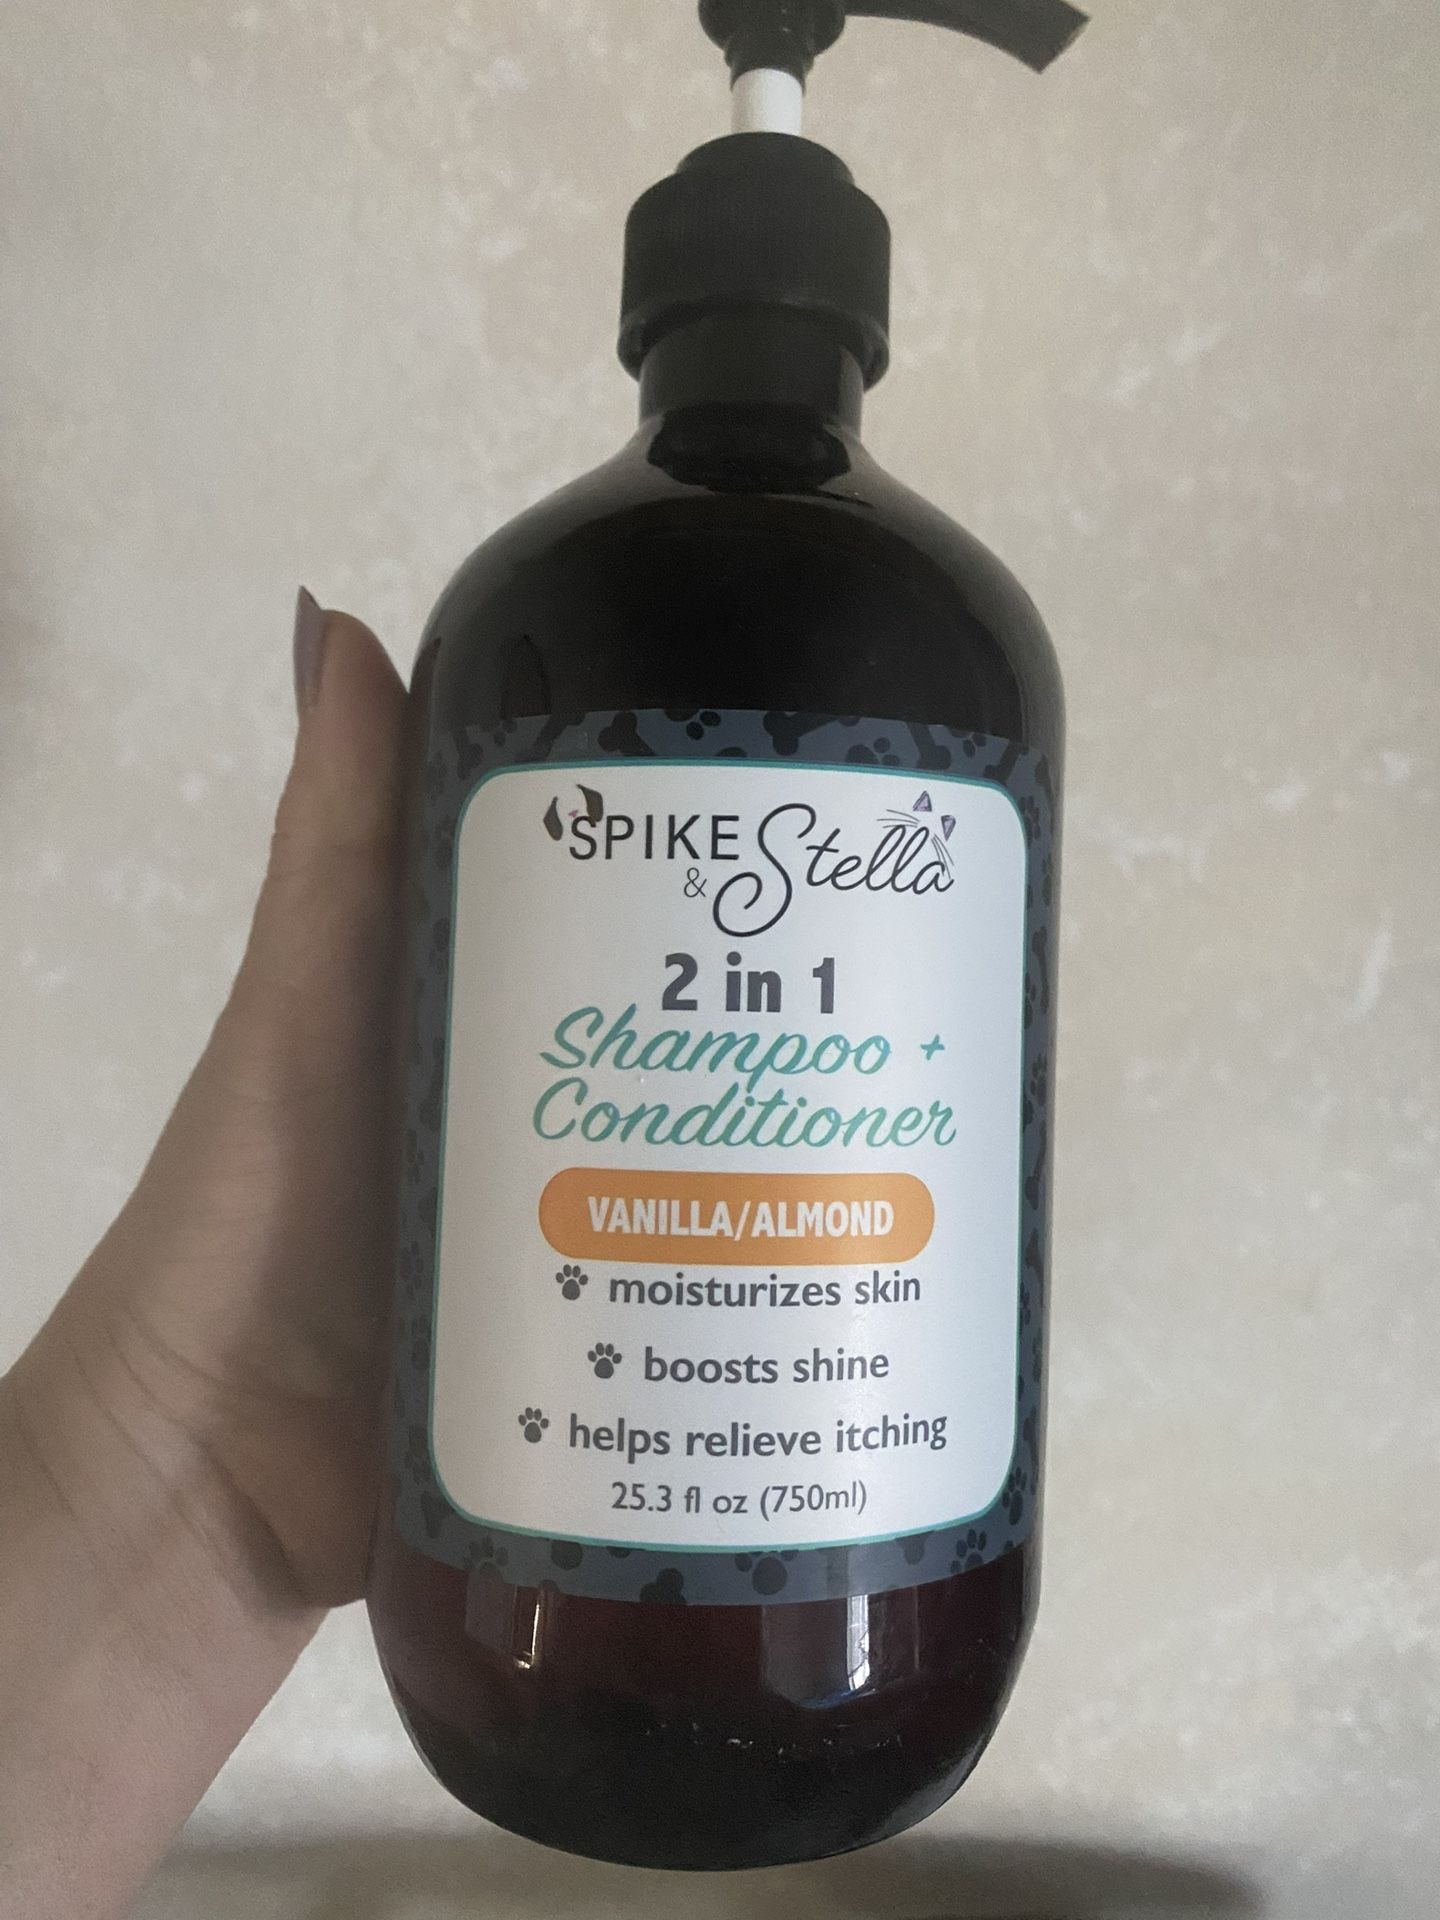 SPIKE & Stella
2 in 1
Shampoo +
Conditioner
VANILLA/ALMOND
moisturizes skin
boosts shine
helps relieve itching
25.3 fl oz (750ml)